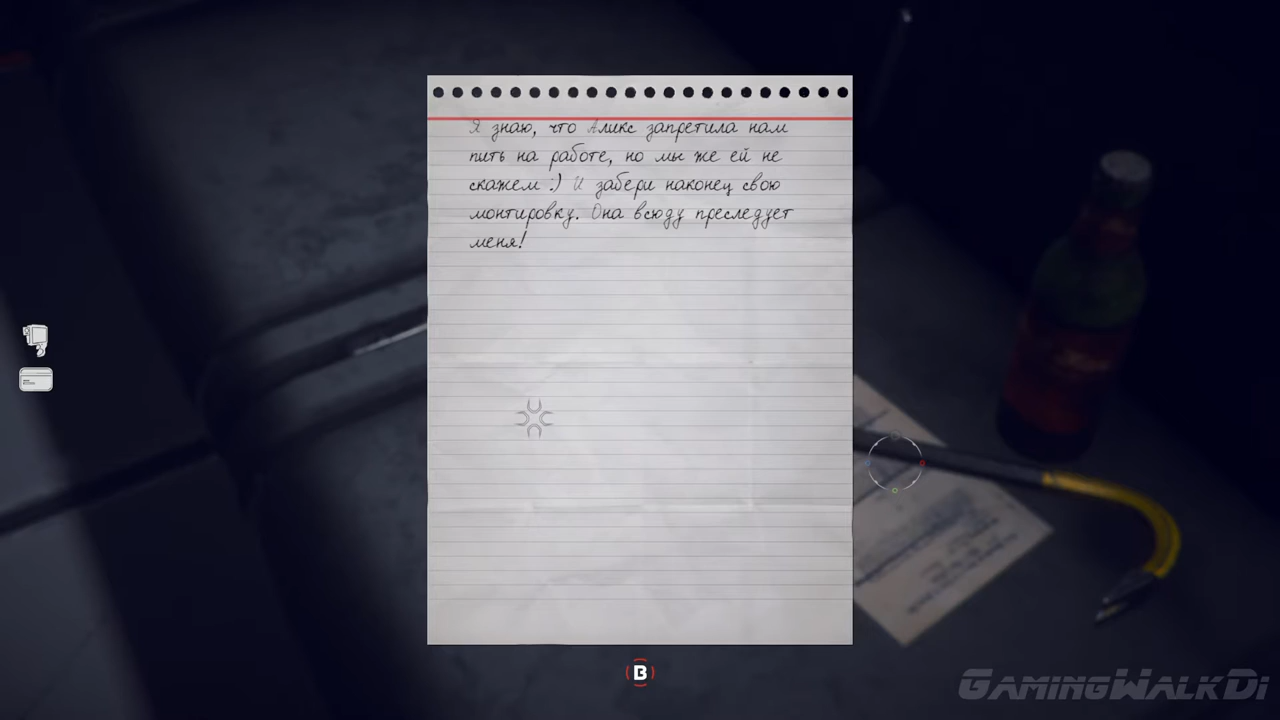 Я знаю, что Аликс запретила нам
пить на работе, но мы же ей не
скажем :) И забери наконец свою
монтировку. Она всюду преследует
меня!
B
GamingWalkDi